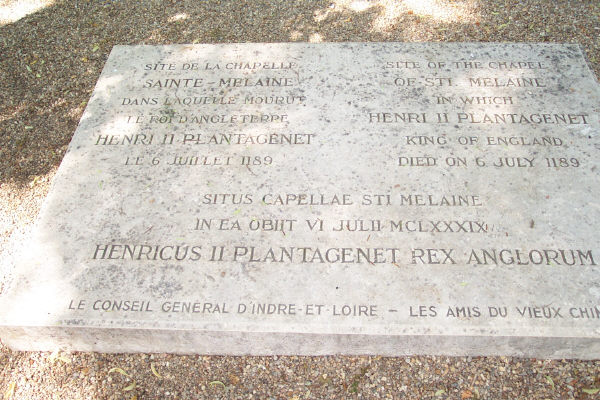 SITE DE LA CHAPELLE
SAINTE-MELAINE
DANS LAQUELLE MOURUT
LE ROI D'ANGLETERRE
HENRI II PLANTAGENET
LE 6 JUILLET 1189
SITE OF THE CHAPEL
OF STI. MELAINE
IN WHICH
HENRI II PLANTAGENET
KING OF ENGLAND
DIED ON 6 JULY 1189
SITUS CAPELLAE STI MELAINE
IN EA OBIIT VI JULII MCLXXXIX
HENRICUS II PLANTAGENET REX ANGLORUM
LE CONSEIL GÉNÉRAL D'INDRE-ET-LOIRE - LES AMIS DU VIEUX CHIN